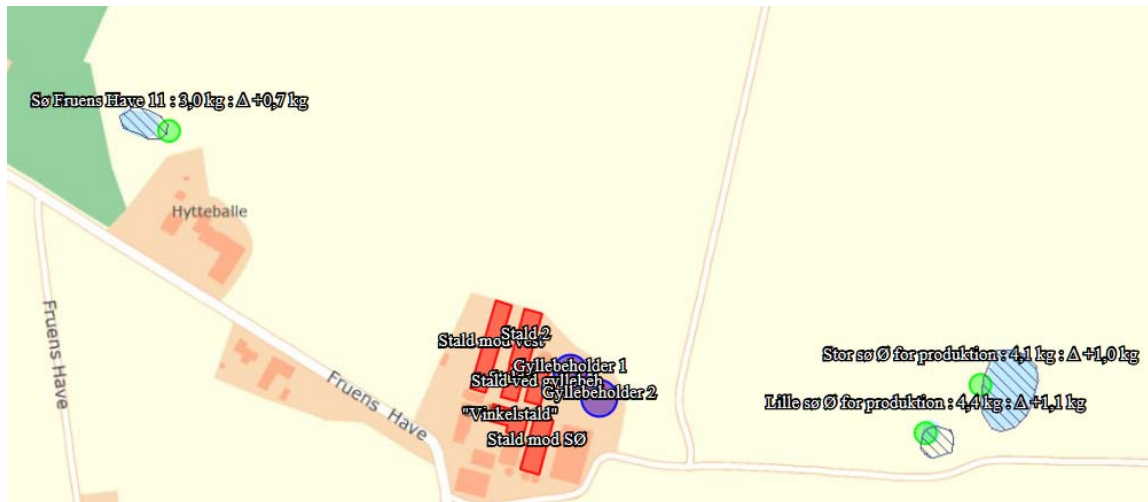 Sø Fruens Have 11 : 3,0 kg : Δ +0,7 kg
Hytteballe
Fruens Have
Fruens Have
Stald 2
Stald mod vest
Gyllebeholder 1
Stald ved gyllebeh
Gyllebeholder 2
"Vinkelstald"
Stald mod SØ
Stor sø Ø for produktion : 4,1 kg : Δ +1,0 kg
Lille sø Ø for produktion : 4,4 kg : Δ +1,1 kg